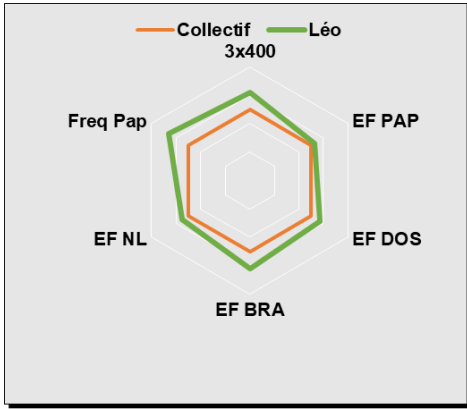 Collectif Léo
3x400
Freq Pap EF PAP
EF NL EF DOS
EF BRA